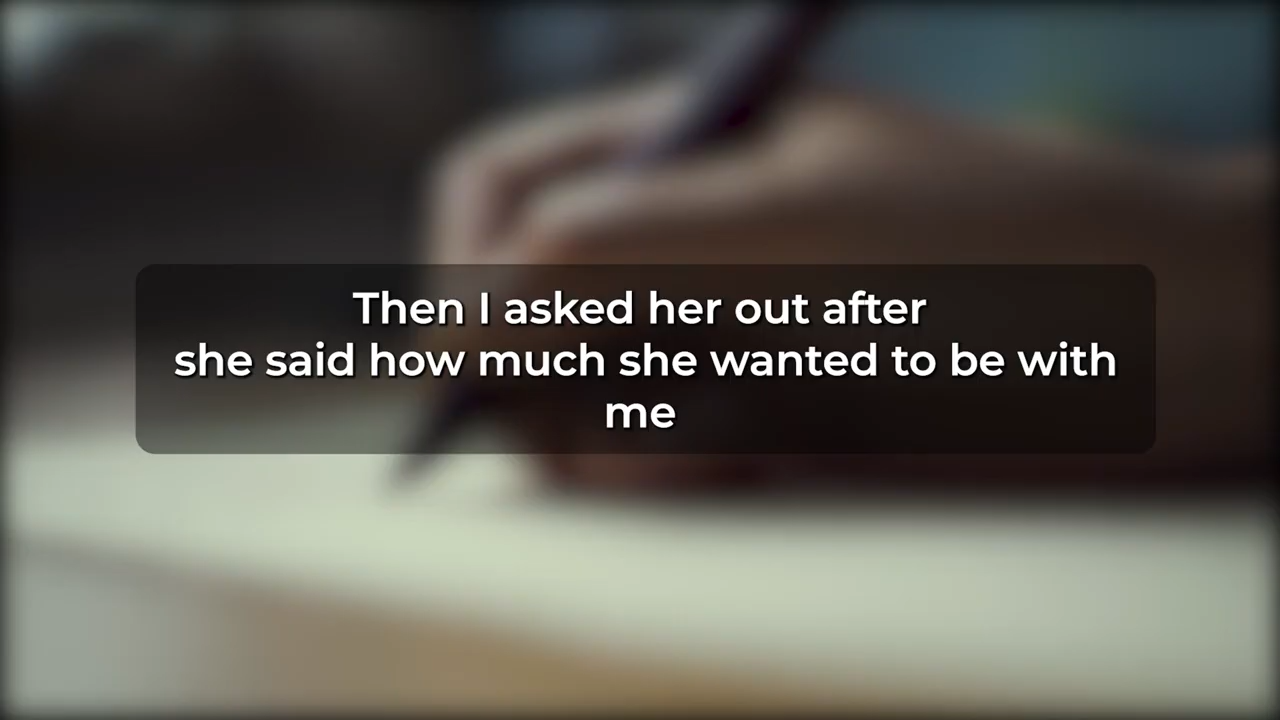 Then I asked her out after
she said how much she wanted to be with
me